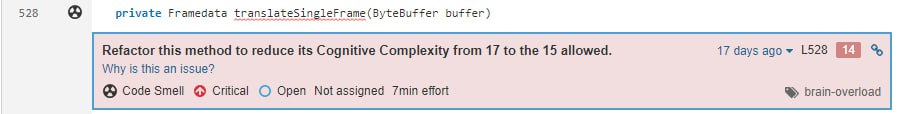 528 private Framedata translateSingleFrame(ByteBuffer buffer)
Refactor this method to reduce its Cognitive Complexity from 17 to the 15 allowed. 17 days ago L528 14
Why is this an issue?
Code Smell Critical Open Not assigned 7min effort brain-overload